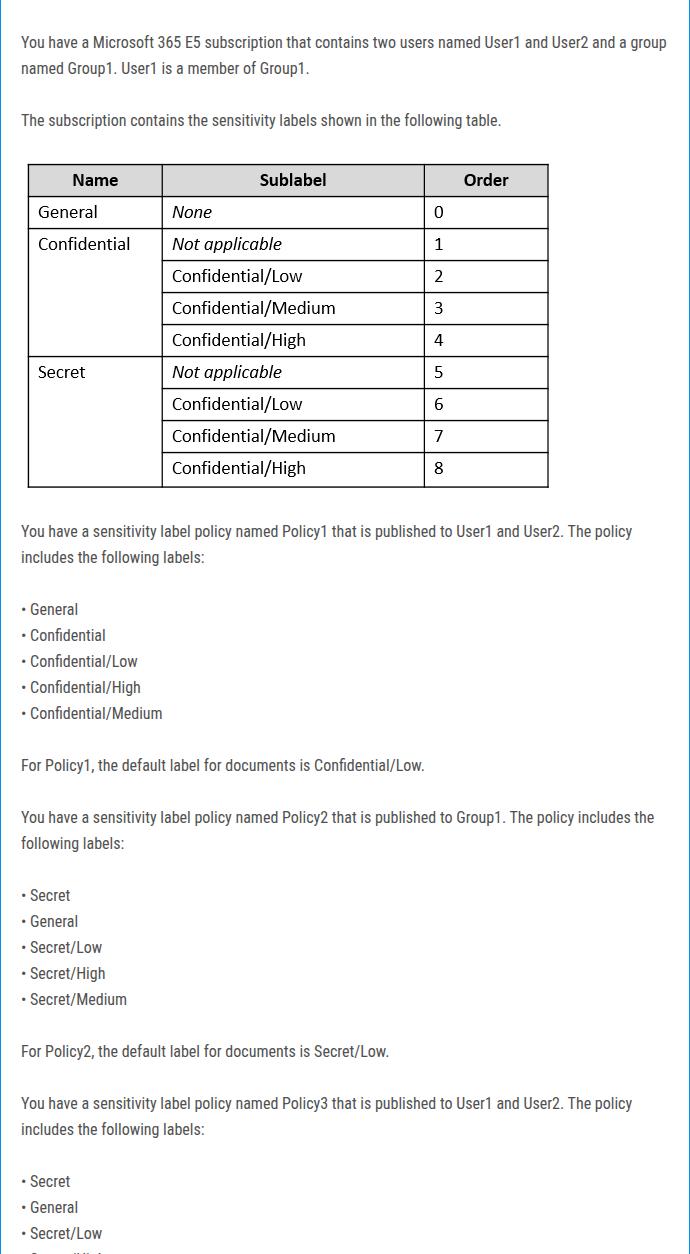 You have a Microsoft 365 E5 subscription that contains two users named User1 and User2 and a group
named Group1. User1 is a member of Group1.
The subscription contains the sensitivity labels shown in the following table.
Name Sublabel Order
General None 0
Confidential Not applicable 1
Confidential/Low 2
Confidential/Medium 3
Confidential/High 4
Secret Not applicable 5
Confidential/Low 6
Confidential/Medium 7
Confidential/High 8
You have a sensitivity label policy named Policy1 that is published to User1 and User2. The policy
includes the following labels:
• General
• Confidential
• Confidential/Low
• Confidential/High
• Confidential/Medium
For Policy1, the default label for documents is Confidential/Low.
You have a sensitivity label policy named Policy2 that is published to Group1. The policy includes the
following labels:
• Secret
• General
• Secret/Low
• Secret/High
• Secret/Medium
For Policy2, the default label for documents is Secret/Low.
You have a sensitivity label policy named Policy3 that is published to User1 and User2. The policy
includes the following labels:
• Secret
• General
• Secret/Low